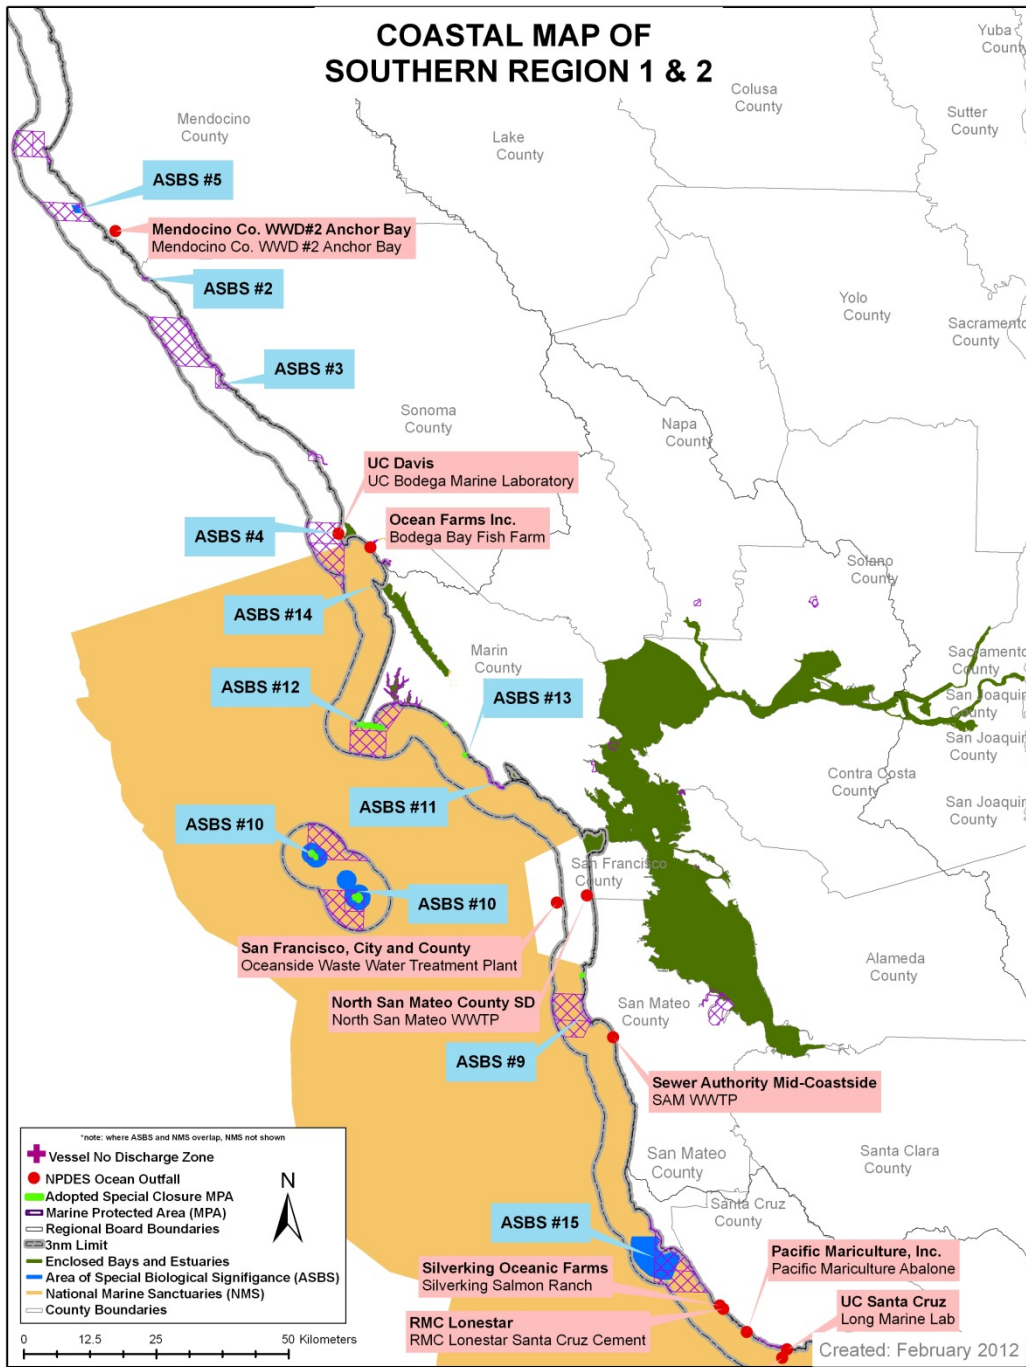 COASTAL MAP OF
SOUTHERN REGION 1 & 2
Yuba
County
Colusa
County
Sutter
County
Mendocino
County
Lake
County
ASBS #5
Mendocino Co. WWD#2 Anchor Bay
Mendocino Co. WWD #2 Anchor Bay
ASBS #2
Yolo
County
Sacramento
County
ASBS #3
Sonoma
County
Napa
County
UC Davis
UC Bodega Marine Laboratory
Ocean Farms Inc.
Bodega Bay Fish Farm
ASBS #4
Solano
County
ASBS #14
Marin
County
Sacramento
County
ASBS #12
ASBS #13
San Joaquin
County
San Joaquin
County
Contra Costa
County
ASBS #11
San Joaquin
County
ASBS #10
San Francisco
County
ASBS #10
San Francisco, City and County
Oceanside Waste Water Treatment Plant
Alameda
County
North San Mateo County SD
North San Mateo WWTP
San Mateo
County
ASBS #9
Sewer Authority Mid-Coastside
SAM WWTP
San Mateo
County
Santa Clara
County
Santa Cruz
County
ASBS #15
Silverking Oceanic Farms
Silverking Salmon Ranch
Pacific Mariculture, Inc.
Pacific Mariculture Abalone
RMC Lonestar
RMC Lonestar Santa Cruz Cement
UC Santa Cruz
Long Marine Lab
*note: where ASBS and NMS overlap, NMS not shown
Vessel No Discharge Zone
NPDES Ocean Outfall
Adopted Special Closure MPA
Marine Protected Area (MPA)
Regional Board Boundaries
3nm Limit
Enclosed Bays and Estuaries
Area of Special Biological Signifigance (ASBS)
National Marine Sanctuaries (NMS)
County Boundaries
N
0 12.5 25 50 Kilometers
Created: February 2012